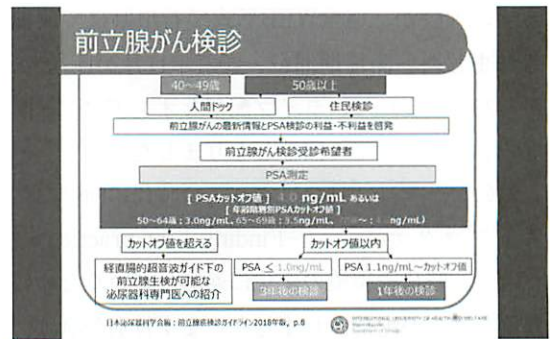 前立腺がん検診
40~49歳
50歳以上
人間ドック
住民検診
前立腺がんの最新情報とPSA検診の利益・不利益を啓発
前立腺がん検診受診希望者
PSA測定
[ PSAカットオフ値 ] 4.0 ng/mL あるいは
[ 年齢階層別PSAカットオフ値 ]
50~64歳:3.0ng/mL, 65~69歳:3.5ng/mL, ~: ng/mL)
カットオフ値を超える
カットオフ値以内
経直腸的超音波ガイド下の
前立腺生検が可能な
泌尿器科専門医への紹介
PSA ≤ 1.0ng/mL
PSA 1.1ng/mL~カットオフ値
3年後の検診
1年後の検診
日本泌尿器科学会編:前立腺癌検診ガイドライン2018年版, p.6
INTERNATIONAL UNIVERSITY OF HEALTH AND WELFARE